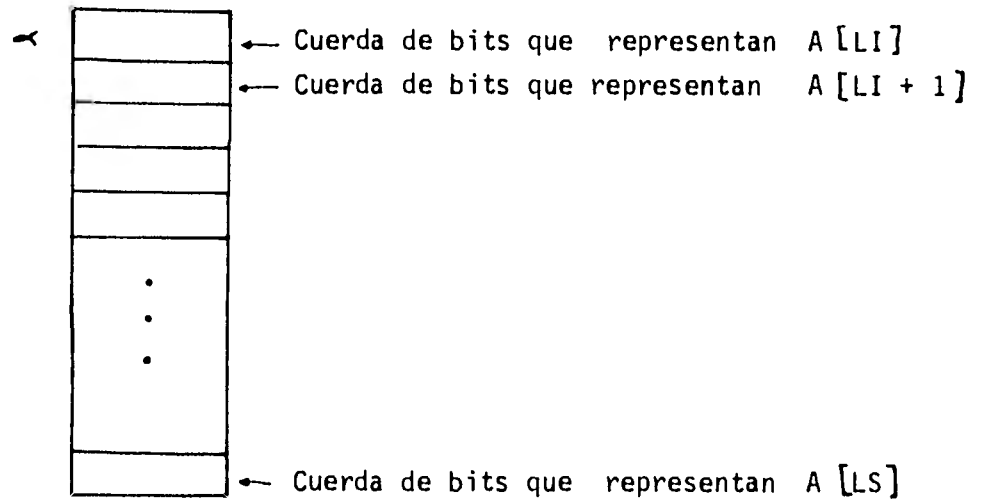 Cuerda de bits que representan A [LI]
Cuerda de bits que representan A [LI + 1]
Cuerda de bits que representan A [LS]